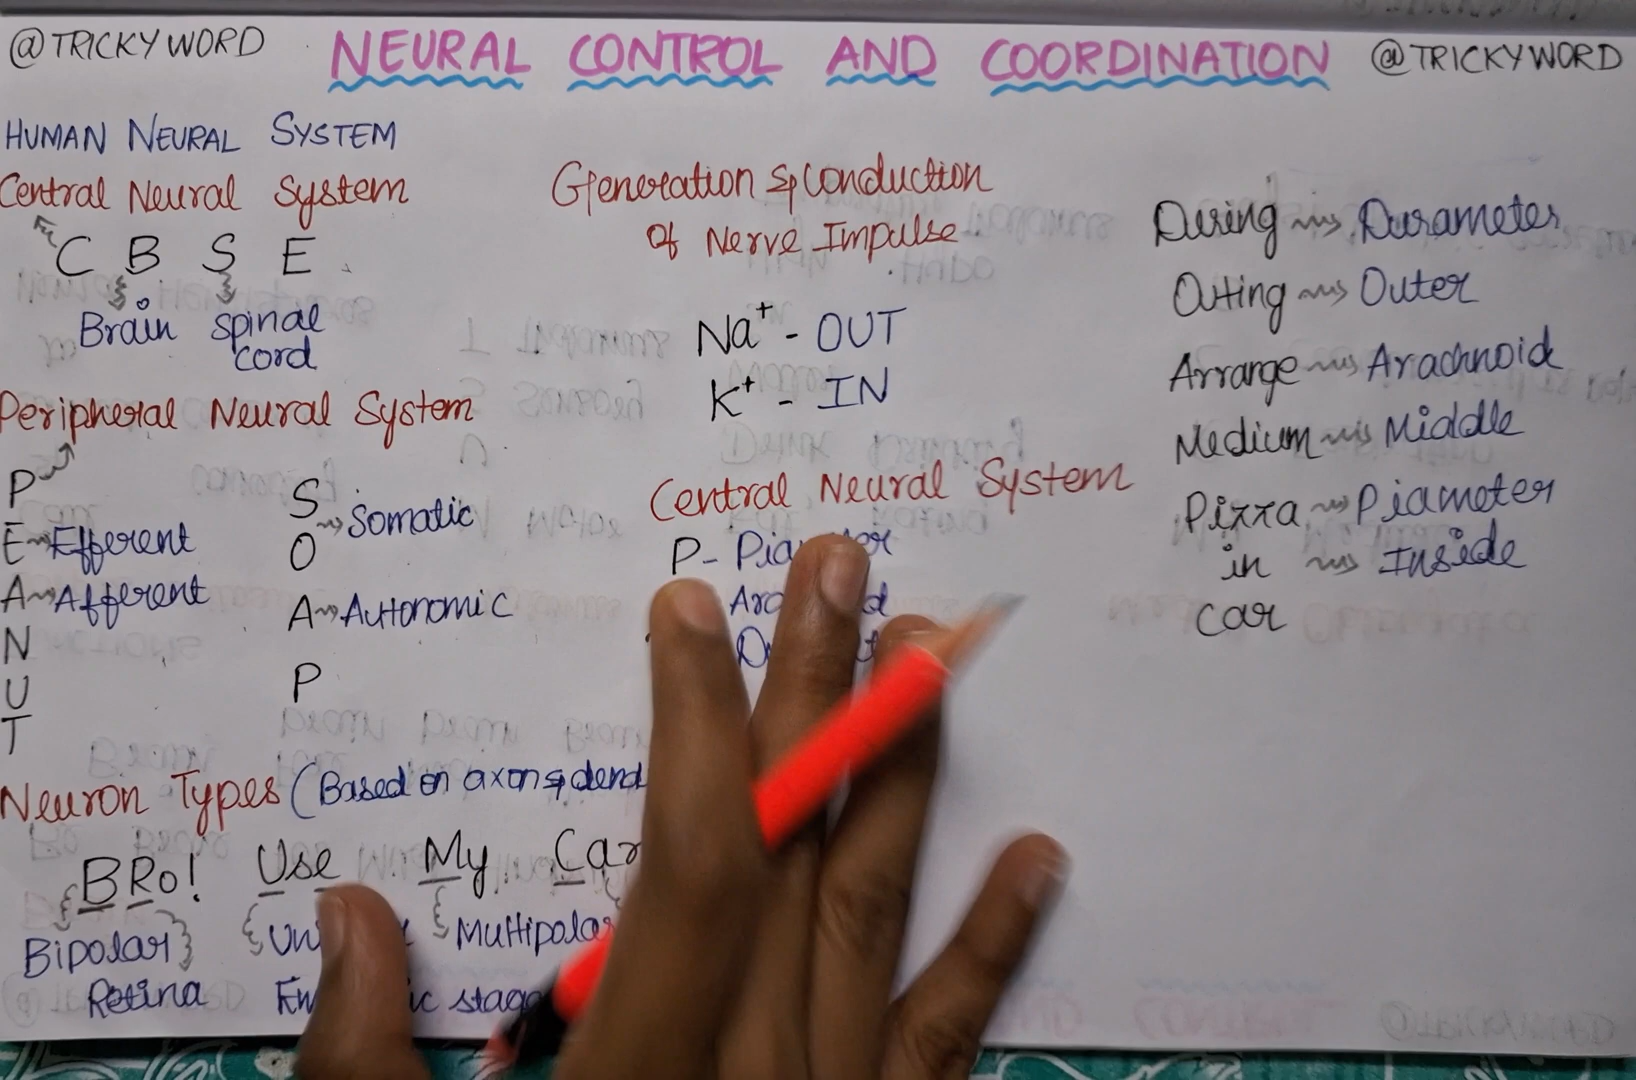 @TRICKYWORD NEURAL CONTROL AND COORDINATION @TRICKYWORD
HUMAN NEURAL SYSTEM
Central Neural System
C B S E
Brain spinal
cord
Peripheral Neural System
P
E Efferent
A Afferent
N
U
T
S Somatic
O
A Autonomic
P
Neuron Types (Based on axon & dend
BRo! Use My Car
Bipolar Multipolar
Retina stage
Generation & Conduction
Of Nerve Impulse
Na+ - OUT
K+ - IN
Central Neural System
P-
During Durameter
Outing Outer
Arrange Arachnoid
Medium Middle
Pizza Piameter
in Inside
car